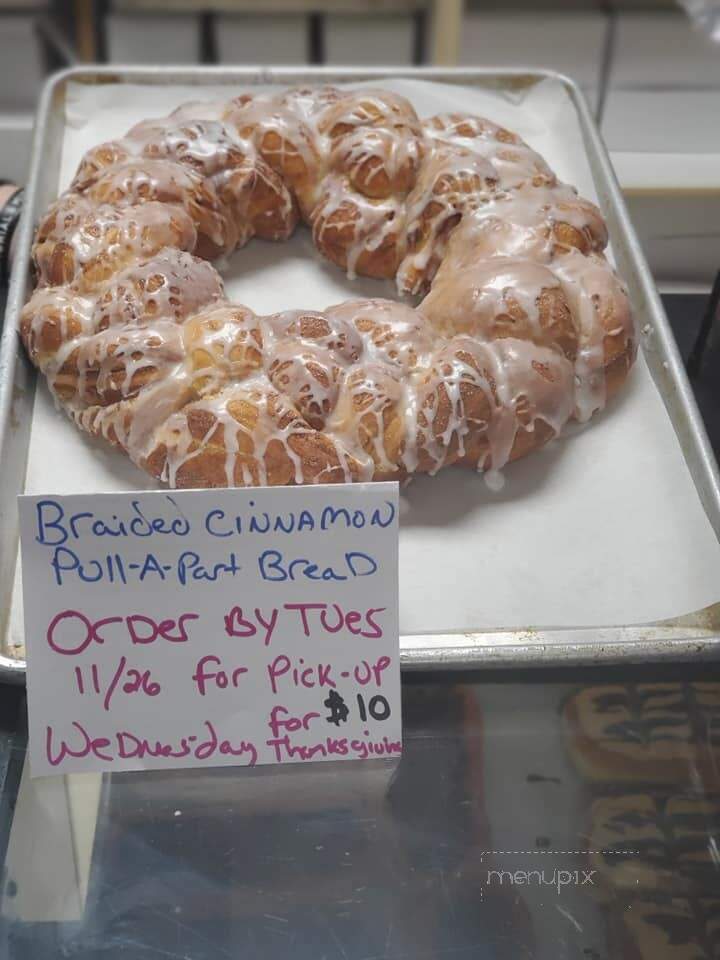 Braided Cinnamon
Pull-A-Part Bread
Order By Tues
11/26 for Pick-up
for $10
Wednesday Thanksgiving
menupix